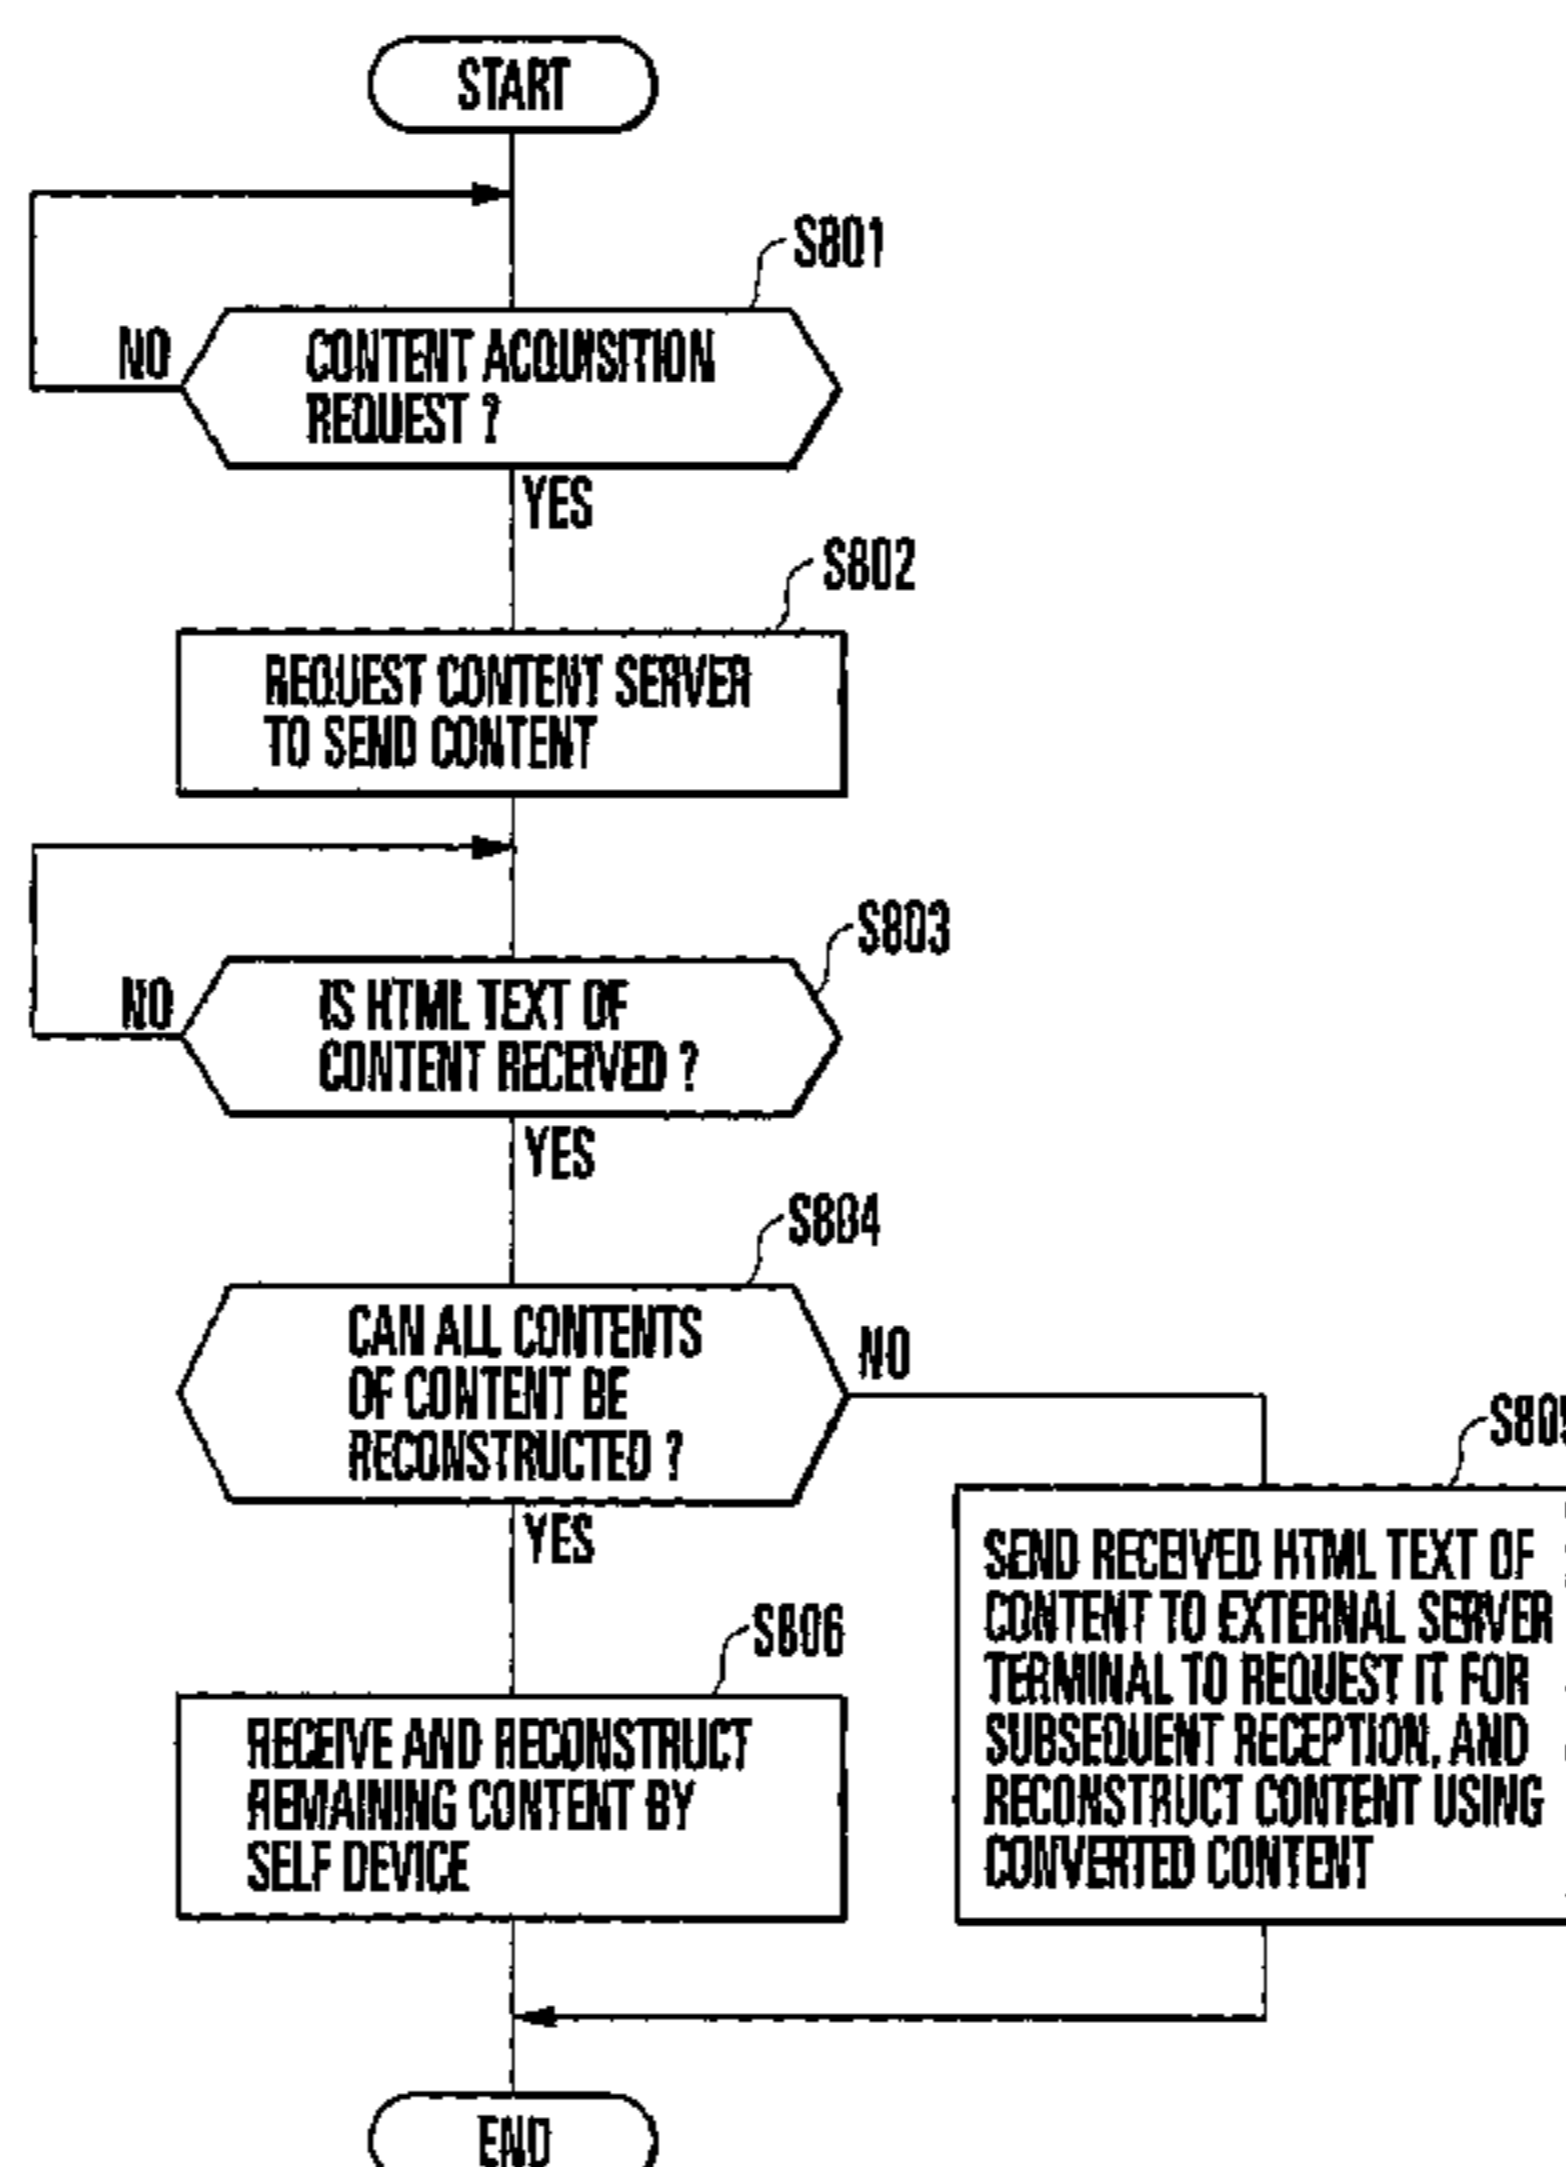 START
S801
NO
CONTENT ACQUISITION
REQUEST ?
YES
S802
REQUEST CONTENT SERVER
TO SEND CONTENT
S803
NO
IS HTML TEXT OF
CONTENT RECEIVED ?
YES
S804
CAN ALL CONTENTS
OF CONTENT BE
RECONSTRUCTED ?
NO
YES
S805
SEND RECEIVED HTML TEXT OF
CONTENT TO EXTERNAL SERVER
TERMINAL TO REQUEST IT FOR
SUBSEQUENT RECEPTION, AND
RECONSTRUCT CONTENT USING
CONVERTED CONTENT
S806
RECEIVE AND RECONSTRUCT
REMAINING CONTENT BY
SELF DEVICE
END